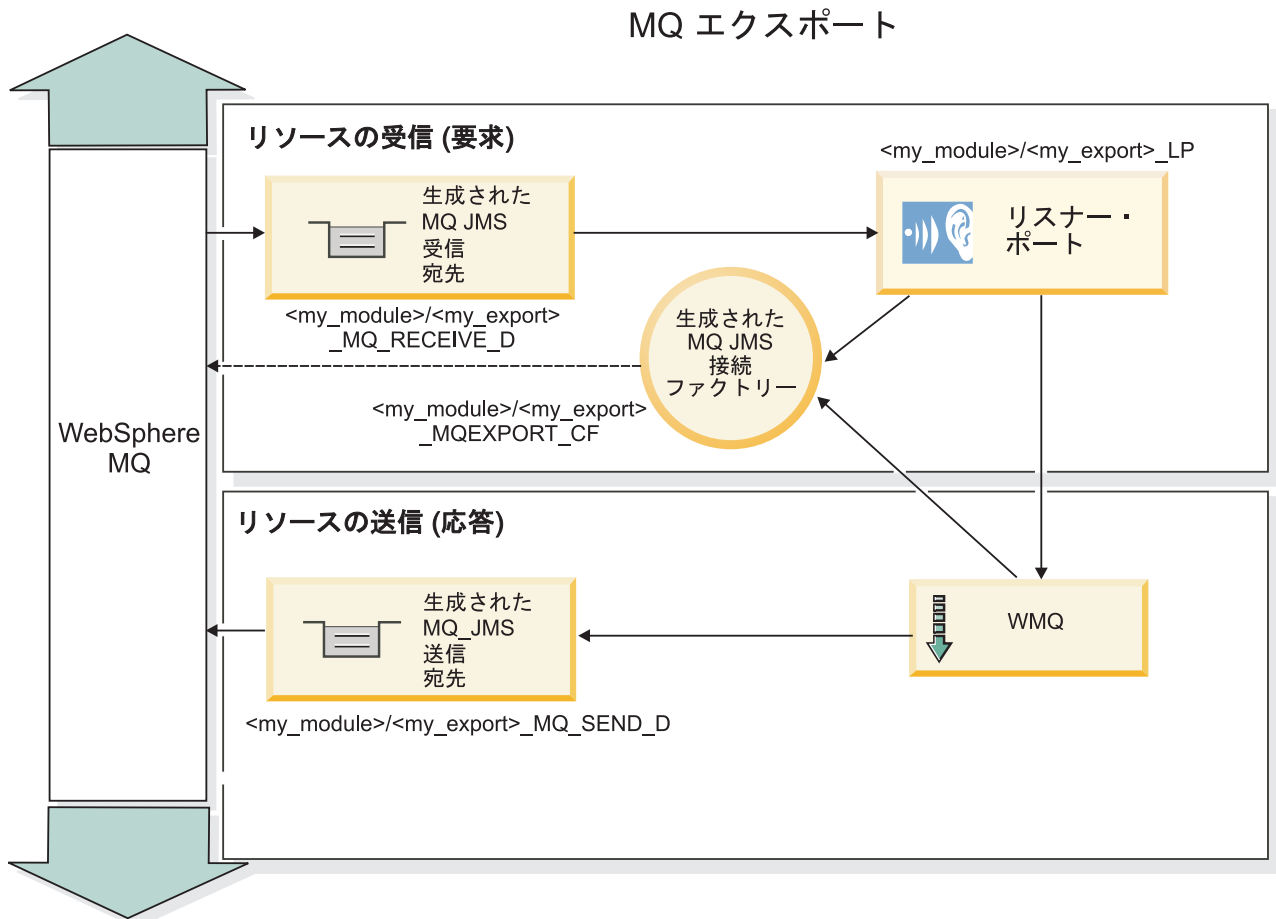 MQ エクスポート
リソースの受信 (要求)
<my_module>/<my_export>_LP
生成された
MQ JMS
受信
宛先
リスナー・
ポート
<my_module>/<my_export>
_MQ_RECEIVE_D
生成された
MQ JMS
接続
ファクトリー
<my_module>/<my_export>
_MQEXPORT_CF
WebSphere
MQ
リソースの送信 (応答)
生成された
MQ_JMS
送信
宛先
WMQ
<my_module>/<my_export>_MQ_SEND_D